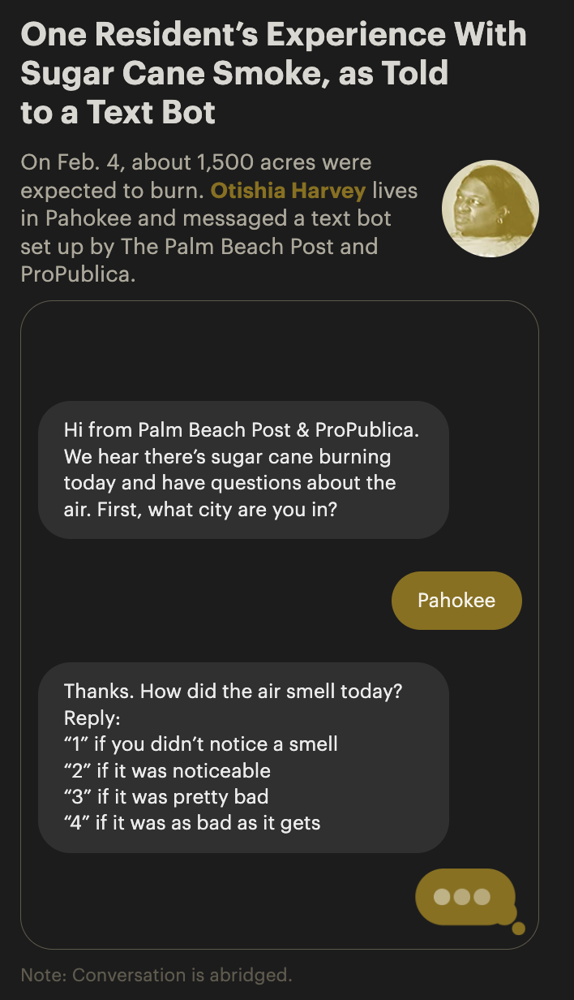 One Resident’s Experience With
Sugar Cane Smoke, as Told
to a Text Bot
On Feb. 4, about 1,500 acres were
expected to burn. Otishia Harvey lives
in Pahokee and messaged a text bot
set up by The Palm Beach Post and
ProPublica.
Hi from Palm Beach Post & ProPublica.
We hear there’s sugar cane burning
today and have questions about the
air. First, what city are you in?
Pahokee
Thanks. How did the air smell today?
Reply:
“1” if you didn’t notice a smell
“2” if it was noticeable
“3” if it was pretty bad
“4” if it was as bad as it gets
Note: Conversation is abridged.